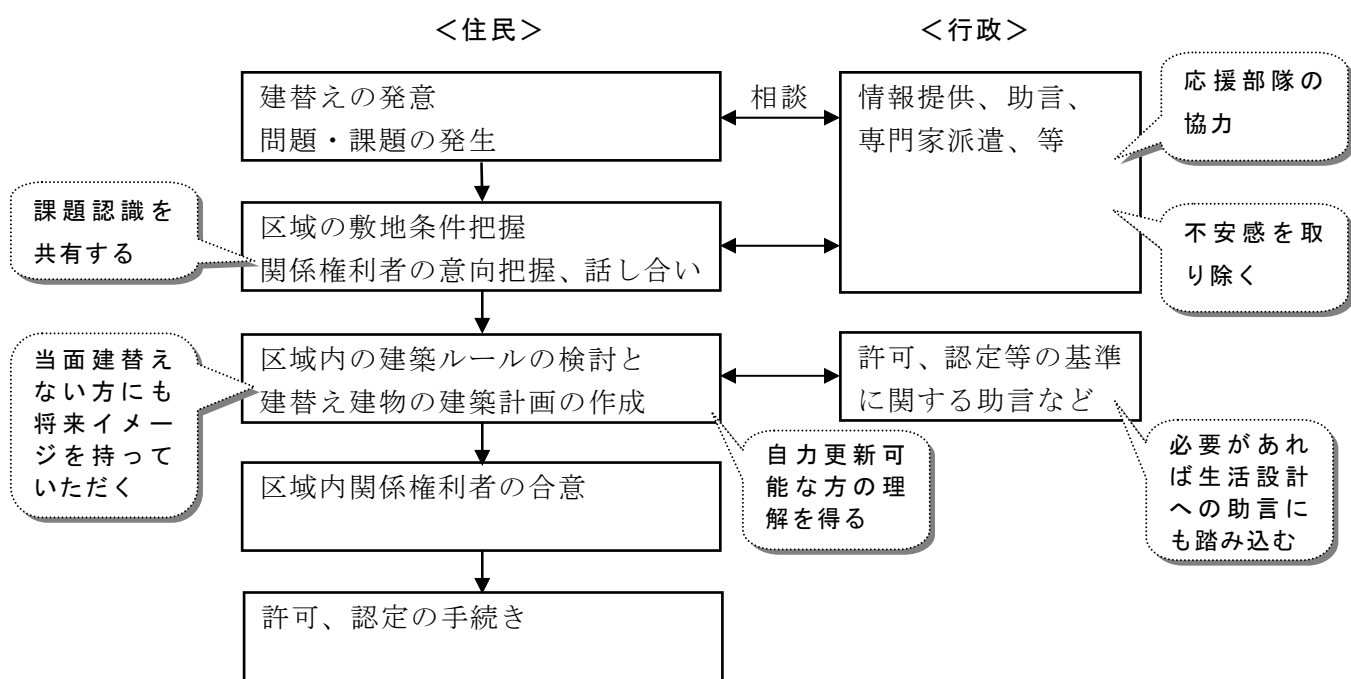 ＜住民＞
＜行政＞
建替えの発意
問題・課題の発生
相談
情報提供、助言、
専門家派遣、等
応援部隊の
協力
課題認識を
共有する
区域の敷地条件把握
関係権利者の意向把握、話し合い
不安感を取
り除く
当面建替え
ない方にも
将来イメー
ジを持って
いただく
区域内の建築ルールの検討と
建替え建物の建築計画の作成
許可、認定等の基準
に関する助言など
自力更新可
能な方の理
解を得る
必要があれ
ば生活設計
への助言に
も踏み込む
区域内関係権利者の合意
許可、認定の手続き